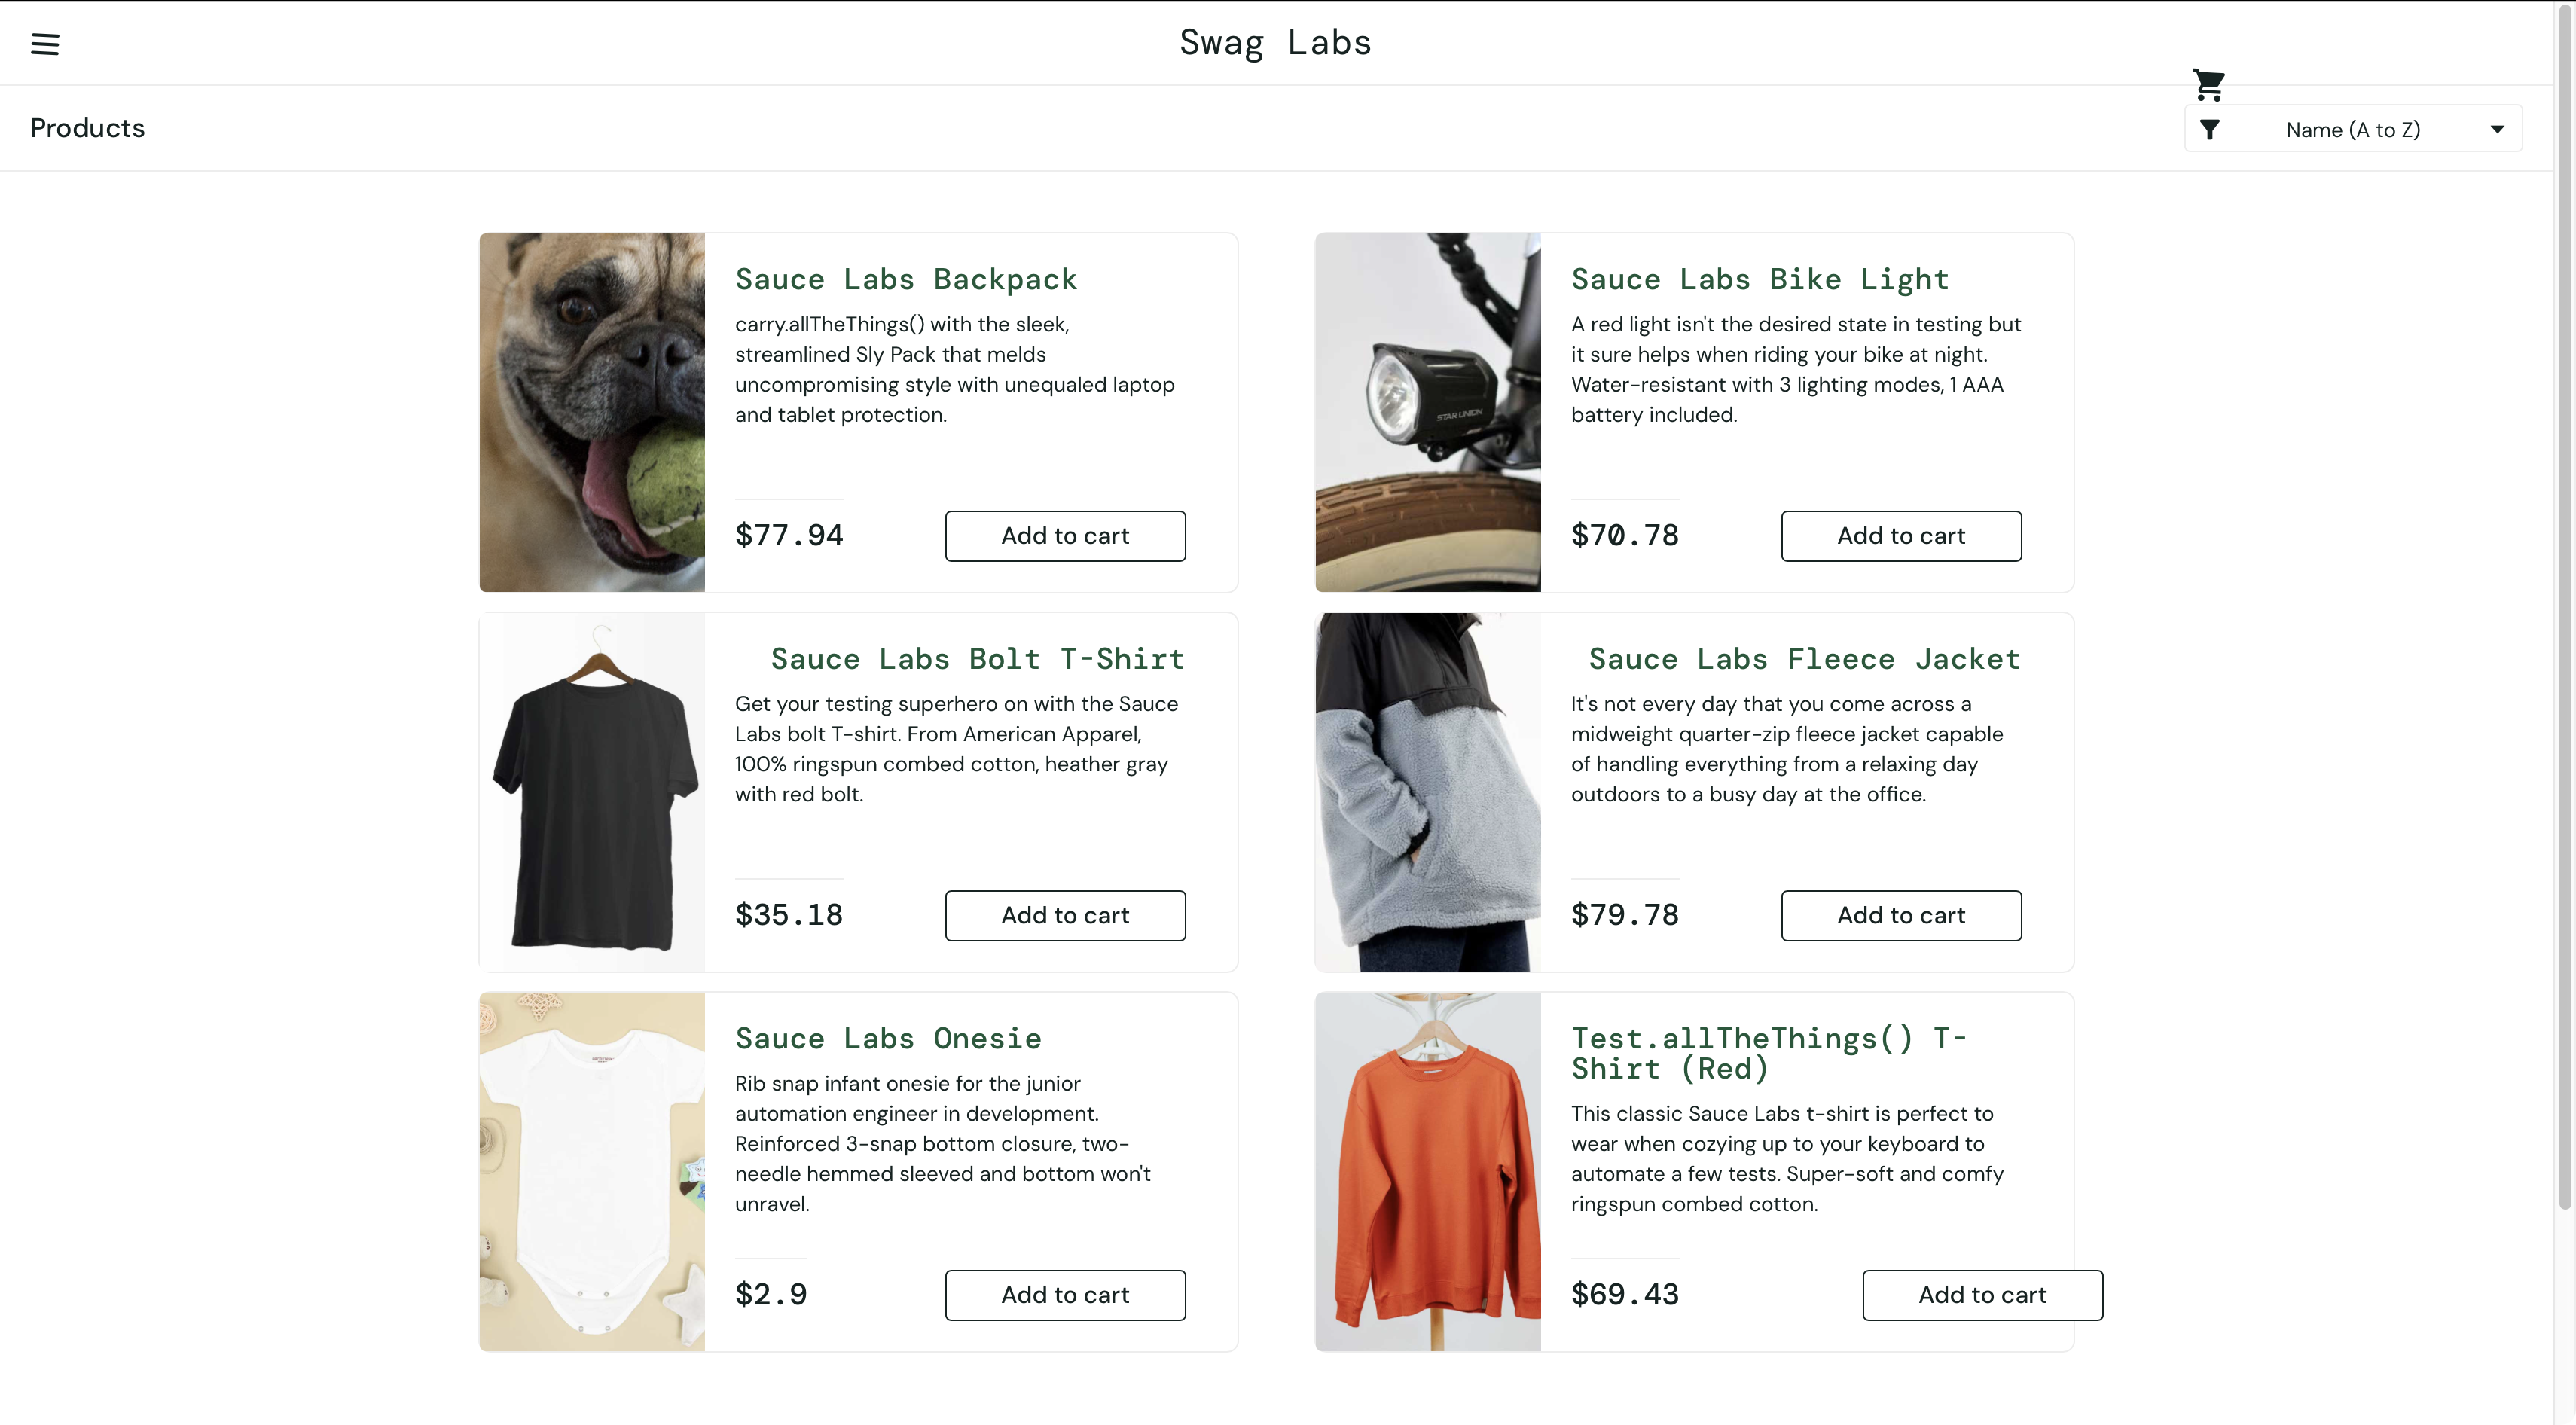 Swag Labs
Products
Name (A to Z)
Sauce Labs Backpack
carry.allTheThings() with the sleek,
streamlined Sly Pack that melds
uncompromising style with unequaled laptop
and tablet protection.
$77.94
Add to cart
Sauce Labs Bike Light
A red light isn't the desired state in testing but
it sure helps when riding your bike at night.
Water-resistant with 3 lighting modes, 1 AAA
battery included.
STAR UNION
$70.78
Add to cart
Sauce Labs Bolt T-Shirt
Get your testing superhero on with the Sauce
Labs bolt T-shirt. From American Apparel,
100% ringspun combed cotton, heather gray
with red bolt.
$35.18
Add to cart
Sauce Labs Fleece Jacket
It's not every day that you come across a
midweight quarter-zip fleece jacket capable
of handling everything from a relaxing day
outdoors to a busy day at the office.
$79.78
Add to cart
Sauce Labs Onesie
Rib snap infant onesie for the junior
automation engineer in development.
Reinforced 3-snap bottom closure, two-
needle hemmed sleeved and bottom won't
unravel.
$2.9
Add to cart
Test.allTheThings() T-
Shirt (Red)
This classic Sauce Labs t-shirt is perfect to
wear when cozying up to your keyboard to
automate a few tests. Super-soft and comfy
ringspun combed cotton.
$69.43
Add to cart